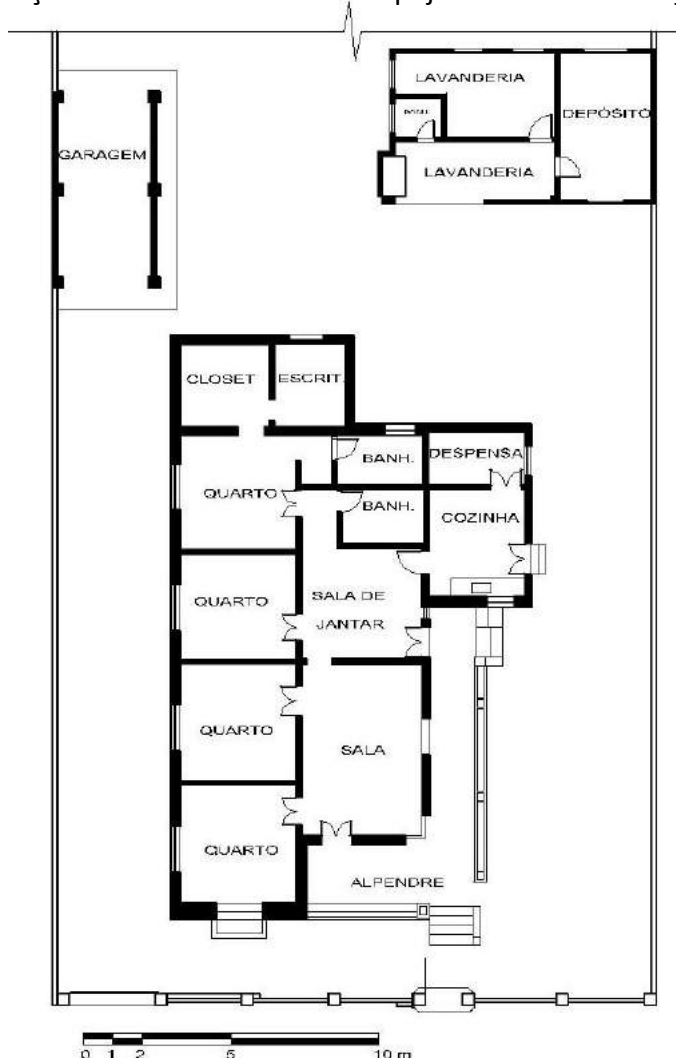 LAVANDERIA
DEPÓSITO
GARAGEM
LAVANDERIA
CLOSET
ESCRIT.
BANH.
DESPENSA
QUARTO
BANH.
COZINHA
QUARTO
SALA DE
JANTAR
QUARTO
SALA
QUARTO
ALPENDRE
0 1 2 5 10 m